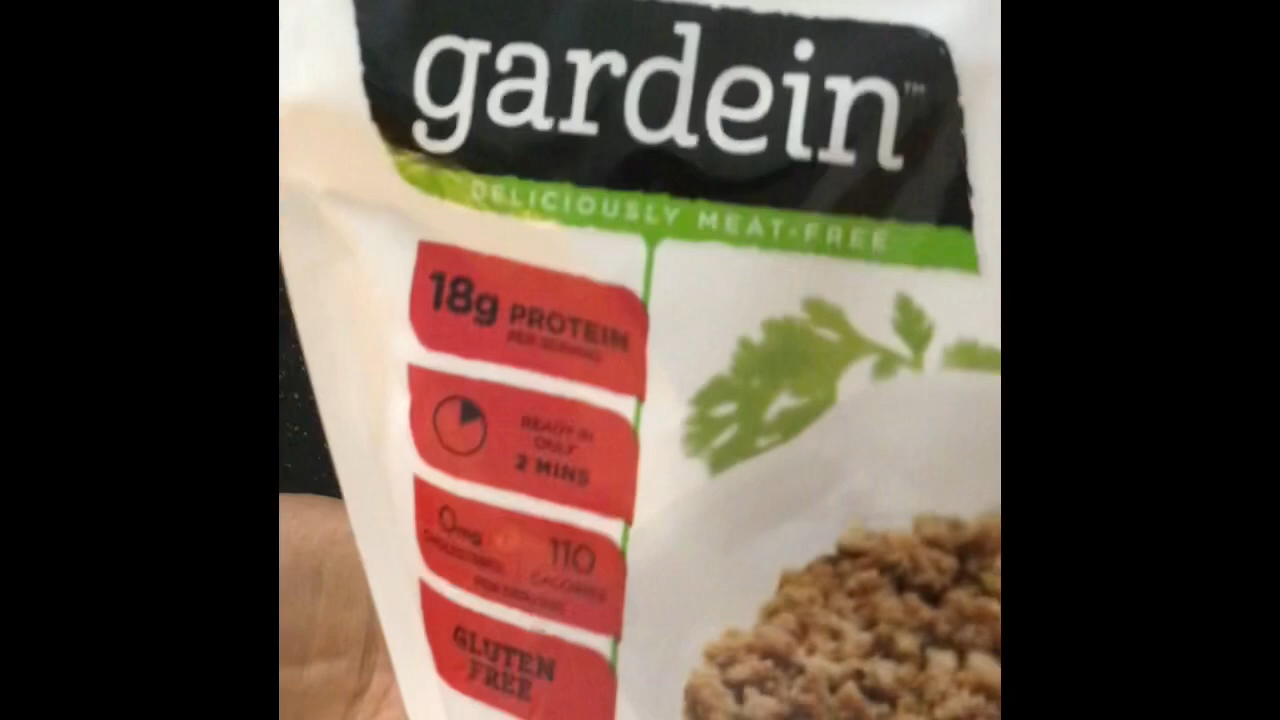 gardein™
DELICIOUSLY MEAT-FREE
18g PROTEIN
PER SERVING
READY IN
ONLY
2 MINS
0mg 110
CHOLESTEROL CALORIES
PER SERVING
GLUTEN
FREE